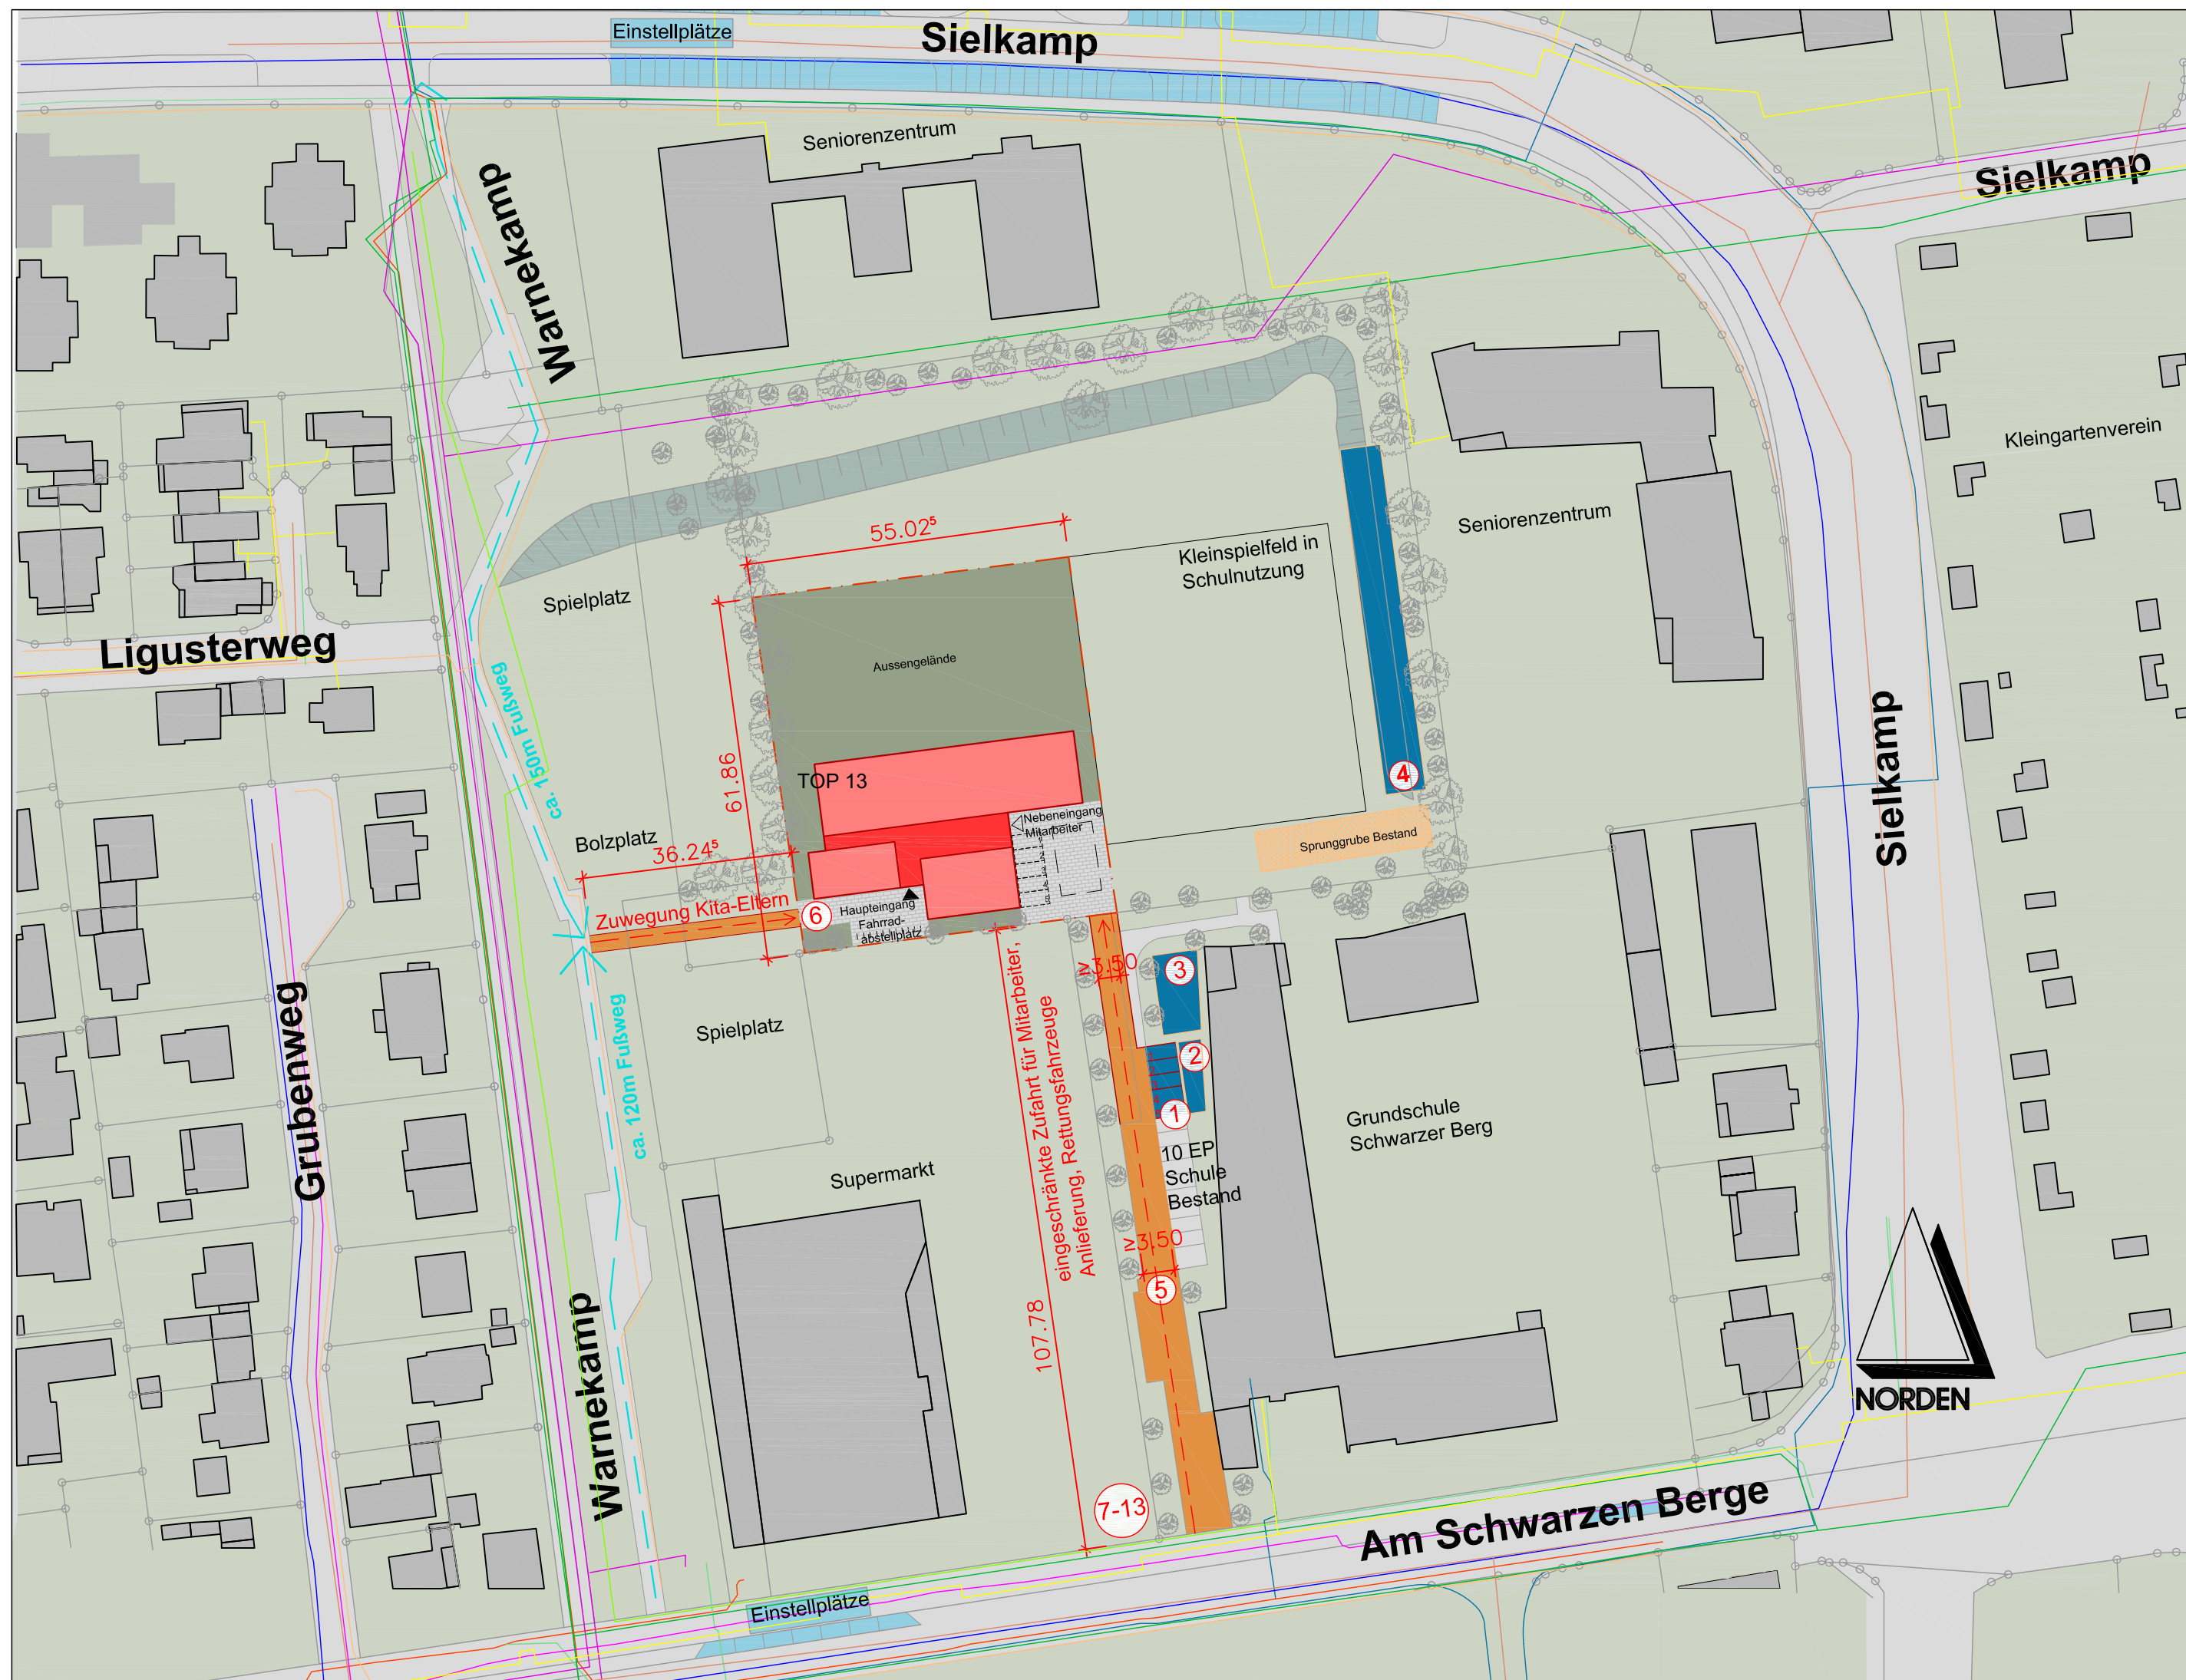 Einstellplätze
Sielkamp
Seniorenzentrum
Sielkamp
Warnekamp
Kleingartenverein
Seniorenzentrum
55.02⁵
Kleinspielfeld in
Schulnutzung
Spielplatz
Ligusterweg
Aussengelände
ca. 150m Fußweg
61.86
TOP 13
4
Sielkamp
Nebeneingang
Mitarbeiter
Bolzplatz
36.24⁵
Sprunggrube Bestand
Zuwegung Kita-Eltern
6
Haupteingang
Fahrrad-
abstellplatz
≥3.50
3
Spielplatz
ca. 120m Fußweg
eingeschränkte Zufahrt für Mitarbeiter,
Anlieferung, Rettungsfahrzeuge
2
1
Grubenweg
Grundschule
Schwarzer Berg
10 EP
Schule
Bestand
Supermarkt
≥3.50
5
107.78
Warnekamp
NORDEN
7-13
Am Schwarzen Berge
Einstellplätze